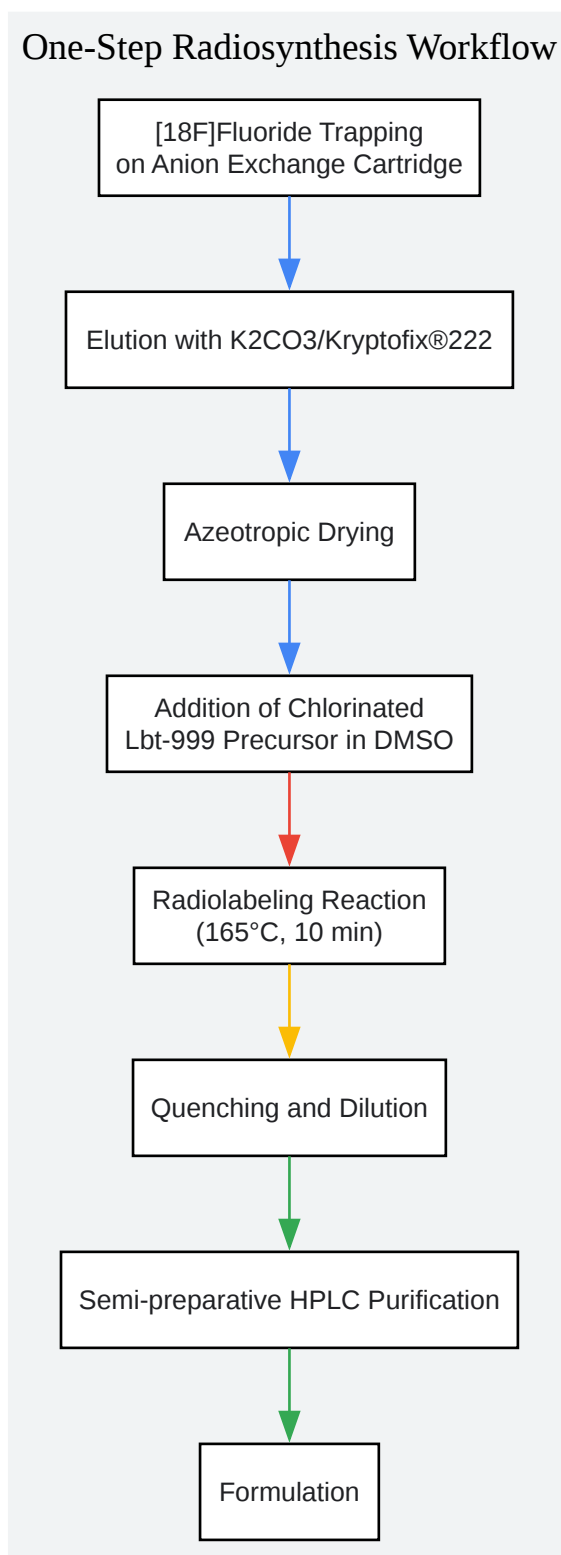 One-Step Radiosynthesis Workflow
[18F]Fluoride Trapping
on Anion Exchange Cartridge
Elution with K2CO3/Kryptofix®222
Azeotropic Drying
Addition of Chlorinated
Lbt-999 Precursor in DMSO
Radiolabeling Reaction
(165°C, 10 min)
Quenching and Dilution
Semi-preparative HPLC Purification
Formulation